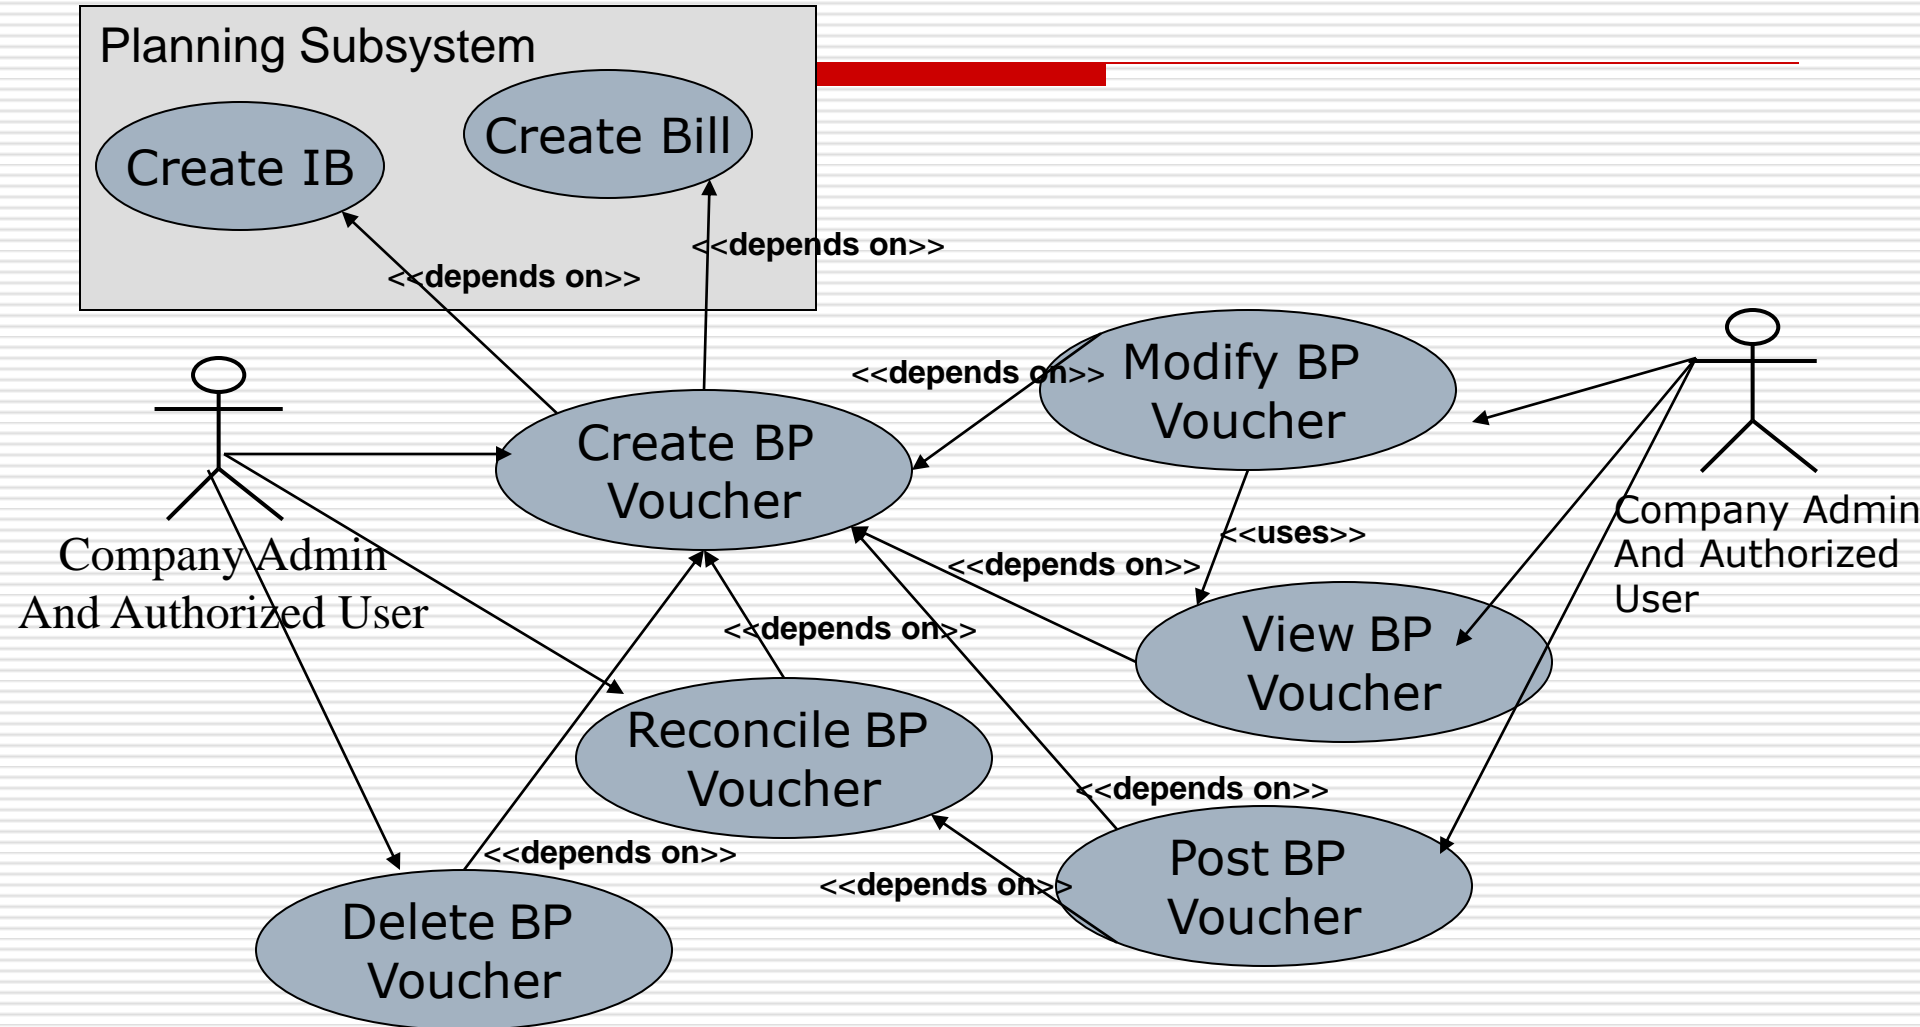 Planning Subsystem
Create Bill
Create IB
<<depends on>>
<<depends on>>
Modify BP
Voucher
<<depends on>>
Create BP
Voucher
Company Admin
And Authorized
User
<<uses>>
Company Admin
And Authorized User
<<depends on>>
<<depends on>>
View BP
Voucher
Reconcile BP
Voucher
<<depends on>>
<<depends on>>
<<depends on>>
Post BP
Voucher
Delete BP
Voucher